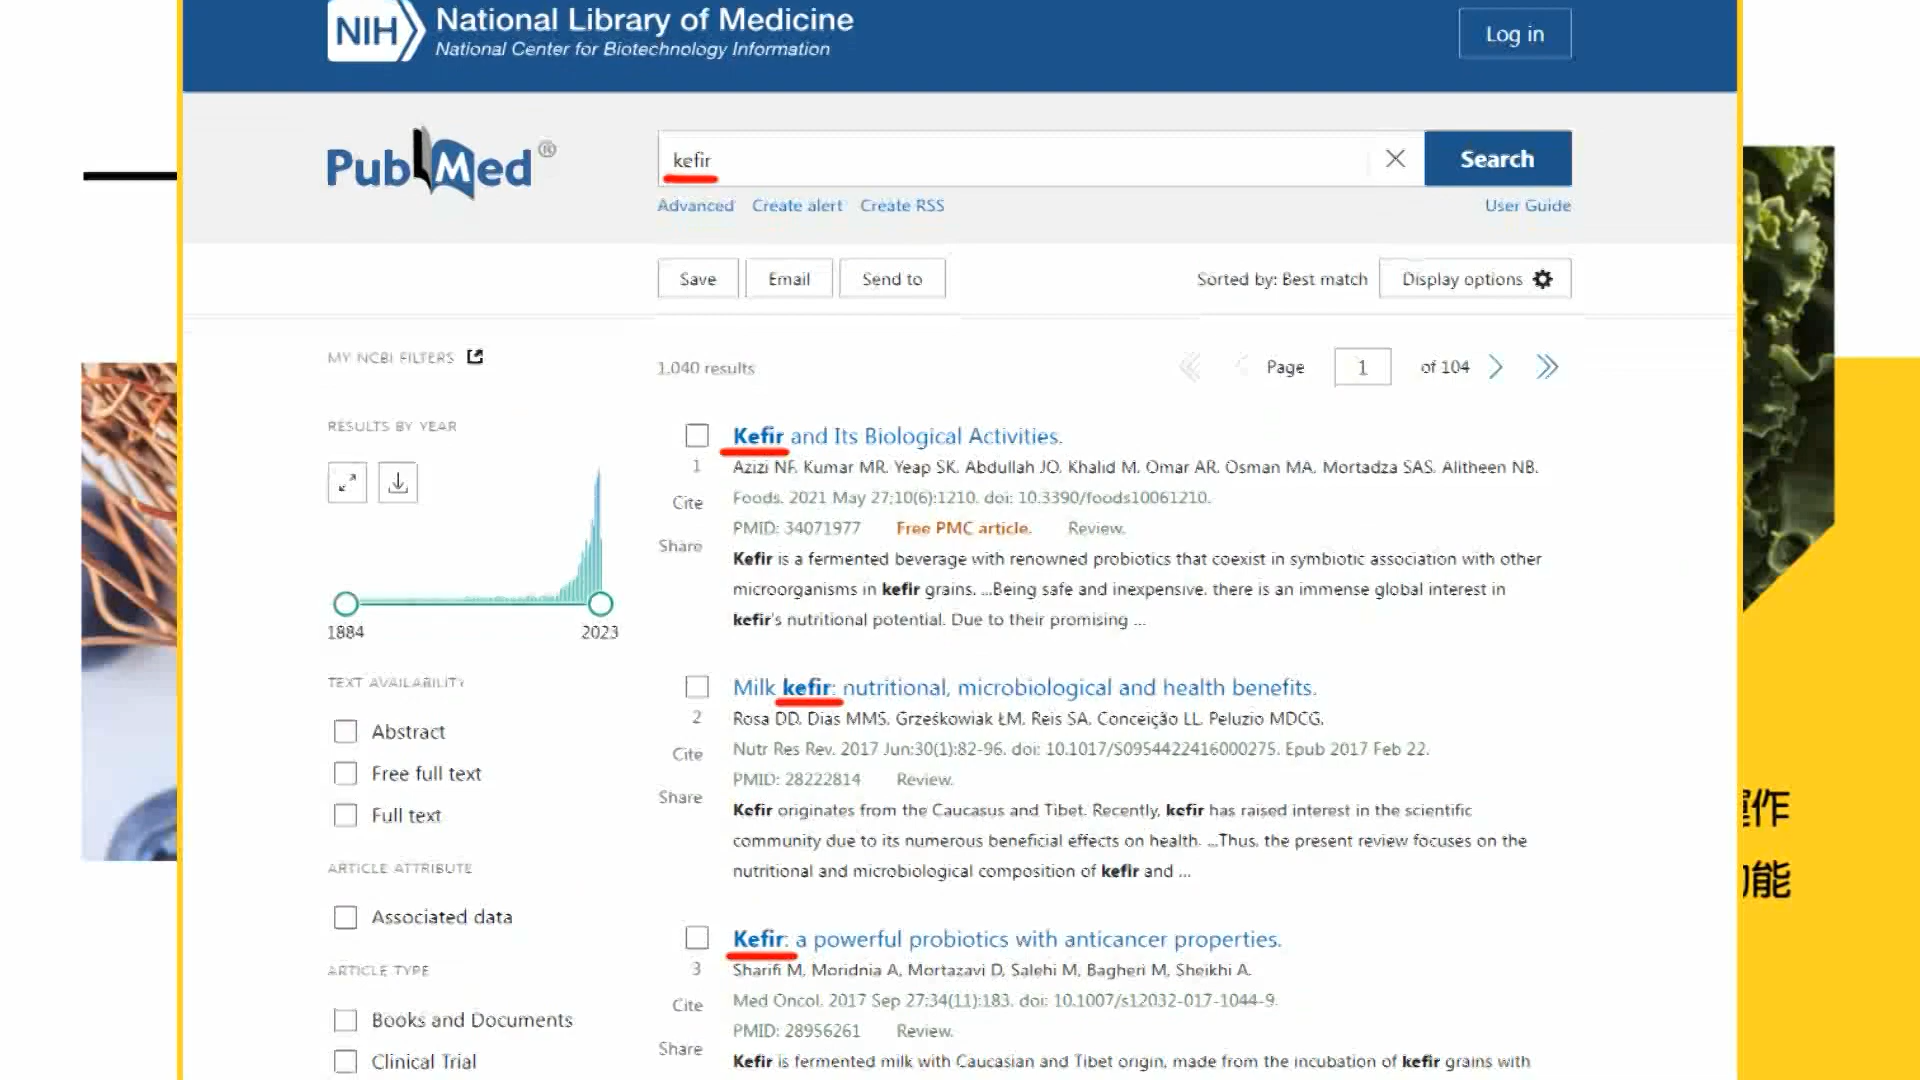 NIH National Library of Medicine
National Center for Biotechnology Information
Log in
PubMed®
kefir
Search
Advanced Create alert Create RSS
User Guide
Save Email Send to
Sorted by: Best match Display options
MY NCBI FILTERS
1,040 results
Page 1 of 104
RESULTS BY YEAR
1884 2023
TEXT AVAILABILITY
Abstract
Free full text
Full text
ARTICLE ATTRIBUTE
Associated data
ARTICLE TYPE
Books and Documents
Clinical Trial
Kefir and Its Biological Activities.
1
Cite
Share
Azizi NF, Kumar MR, Yeap SK, Abdullah JO, Khalid M, Omar AR, Osman MA, Mortadza SAS, Alitheen NB.
Foods. 2021 May 27;10(6):1210. doi: 10.3390/foods10061210.
PMID: 34071977 Free PMC article. Review.
Kefir is a fermented beverage with renowned probiotics that coexist in symbiotic association with other
microorganisms in kefir grains. ...Being safe and inexpensive, there is an immense global interest in
kefir's nutritional potential. Due to their promising ...
Milk kefir: nutritional, microbiological and health benefits.
2
Cite
Share
Rosa DD, Dias MMS, Grześkowiak ŁM, Reis SA, Conceição LL, Peluzio MDCG.
Nutr Res Rev. 2017 Jun;30(1):82-96. doi: 10.1017/S0954422416000275. Epub 2017 Feb 22.
PMID: 28222814 Review.
Kefir originates from the Caucasus and Tibet. Recently, kefir has raised interest in the scientific
community due to its numerous beneficial effects on health. ...Thus, the present review focuses on the
nutritional and microbiological composition of kefir and ...
Kefir: a powerful probiotics with anticancer properties.
3
Cite
Share
Sharifi M, Moridnia A, Mortazavi D, Salehi M, Bagheri M, Sheikhi A.
Med Oncol. 2017 Sep 27;34(11):183. doi: 10.1007/s12032-017-1044-9.
PMID: 28956261 Review.
Kefir is fermented milk with Caucasian and Tibet origin, made from the incubation of kefir grains with
作
能